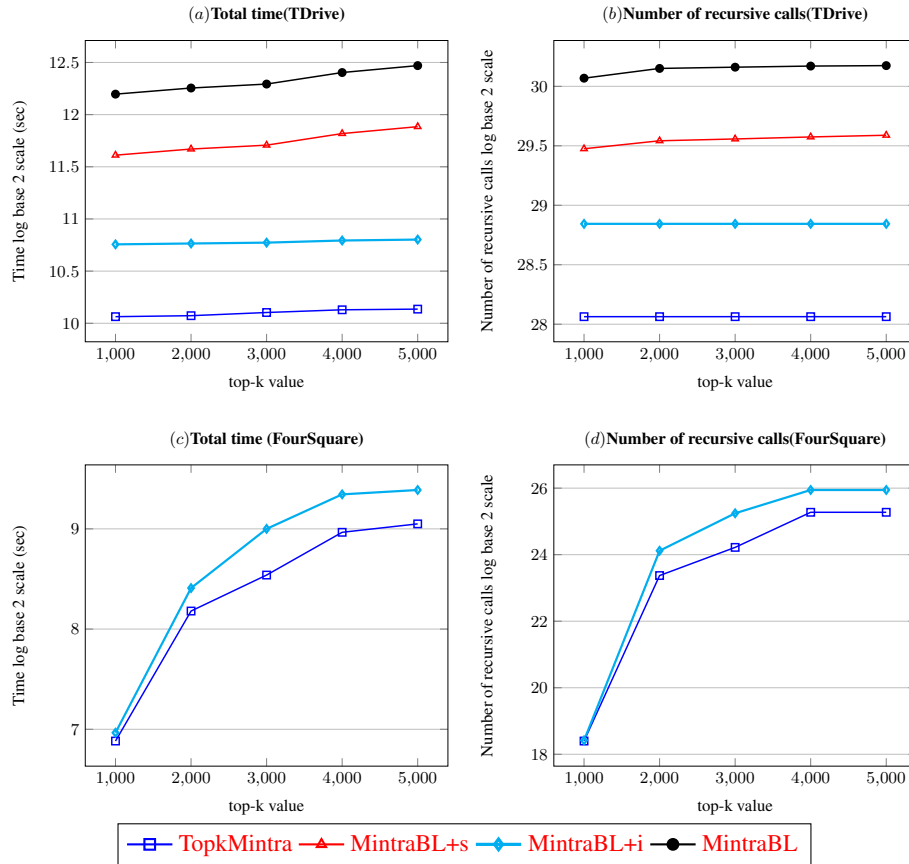 (a)Total time(TDrive)
Time log base 2 scale (sec)
12.5
12
11.5
11
10.5
10
1,000 2,000 3,000 4,000 5,000
top-k value
(b)Number of recursive calls(TDrive)
Number of recursive calls log base 2 scale
30
29.5
29
28.5
28
1,000 2,000 3,000 4,000 5,000
top-k value
(c)Total time (FourSquare)
Time log base 2 scale (sec)
9
8
7
1,000 2,000 3,000 4,000 5,000
top-k value
(d)Number of recursive calls(FourSquare)
Number of recursive calls log base 2 scale
26
24
22
20
18
1,000 2,000 3,000 4,000 5,000
top-k value
TopkMintra MintraBL+s MintraBL+i MintraBL